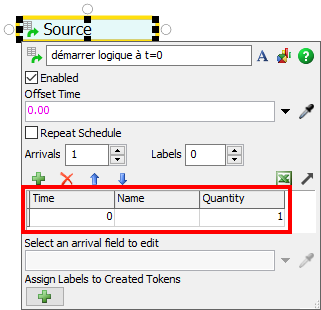 Source
démarrer logique à t=0
A
?
Enabled
Offset Time
0.00
Repeat Schedule
Arrivals 1 Labels 0
Time Name Quantity
0 1
Select an arrival field to edit
Assign Labels to Created Tokens